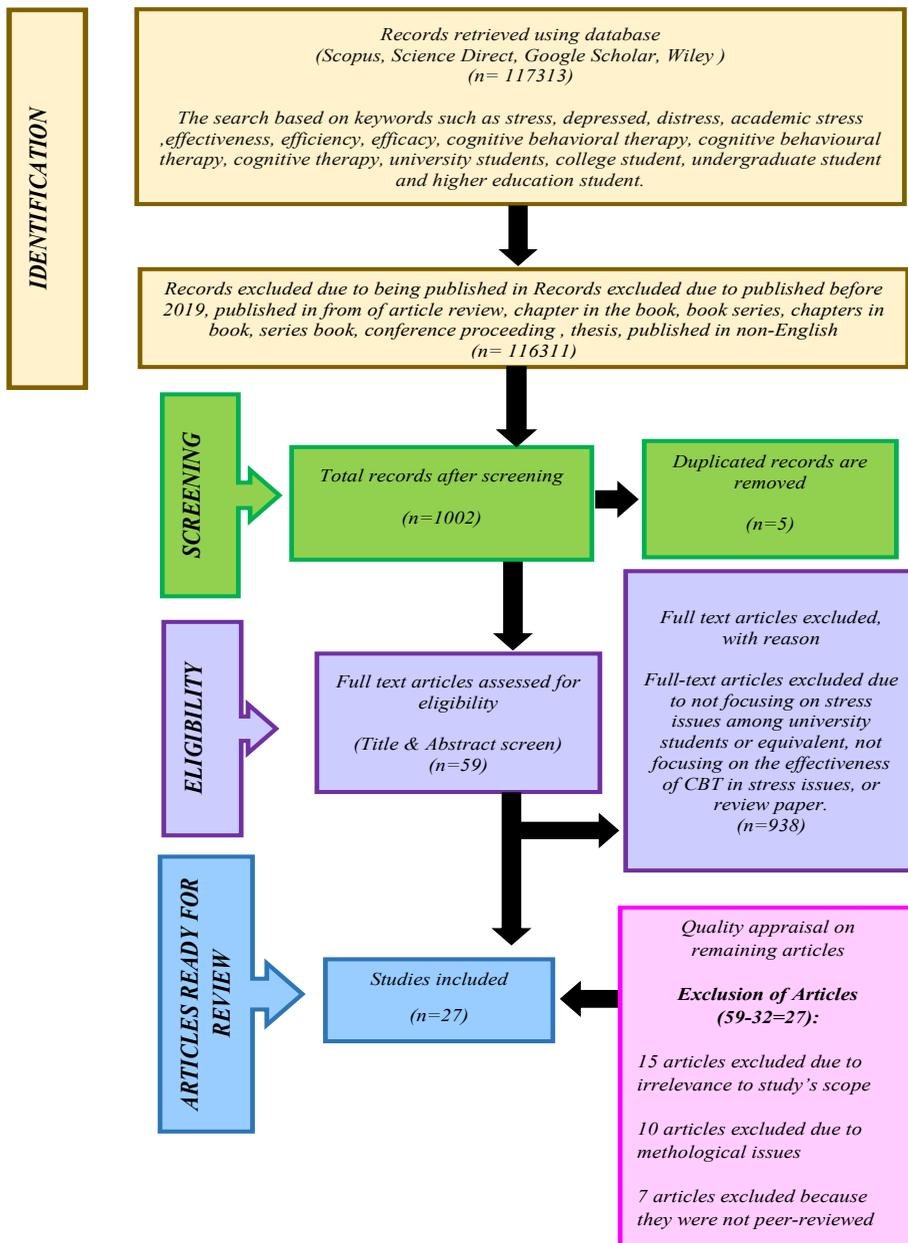 IDENTIFICATION
Records retrieved using database
(Scopus, Science Direct, Google Scholar, Wiley )
(n= 117313)
The search based on keywords such as stress, depressed, distress, academic stress
,effectiveness, efficiency, efficacy, cognitive behavioral therapy, cognitive behavioural
therapy, cognitive therapy, university students, college student, undergraduate student
and higher education student.
Records excluded due to being published in Records excluded due to published before
2019, published in from of article review, chapter in the book, book series, chapters in
book, series book, conference proceeding , thesis, published in non-English
(n= 116311)
SCREENING
Total records after screening
(n=1002)
Duplicated records are
removed
(n=5)
ELIGIBILITY
Full text articles assessed for
eligibility
(Title & Abstract screen)
(n=59)
Full text articles excluded,
with reason
Full-text articles excluded due
to not focusing on stress
issues among university
students or equivalent, not
focusing on the effectiveness
of CBT in stress issues, or
review paper.
(n=938)
ARTICLES READY FOR
REVIEW
Studies included
(n=27)
Quality appraisal on
remaining articles
Exclusion of Articles
(59-32=27):
15 articles excluded due to
irrelevance to study’s scope
10 articles excluded due to
methological issues
7 articles excluded because
they were not peer-reviewed